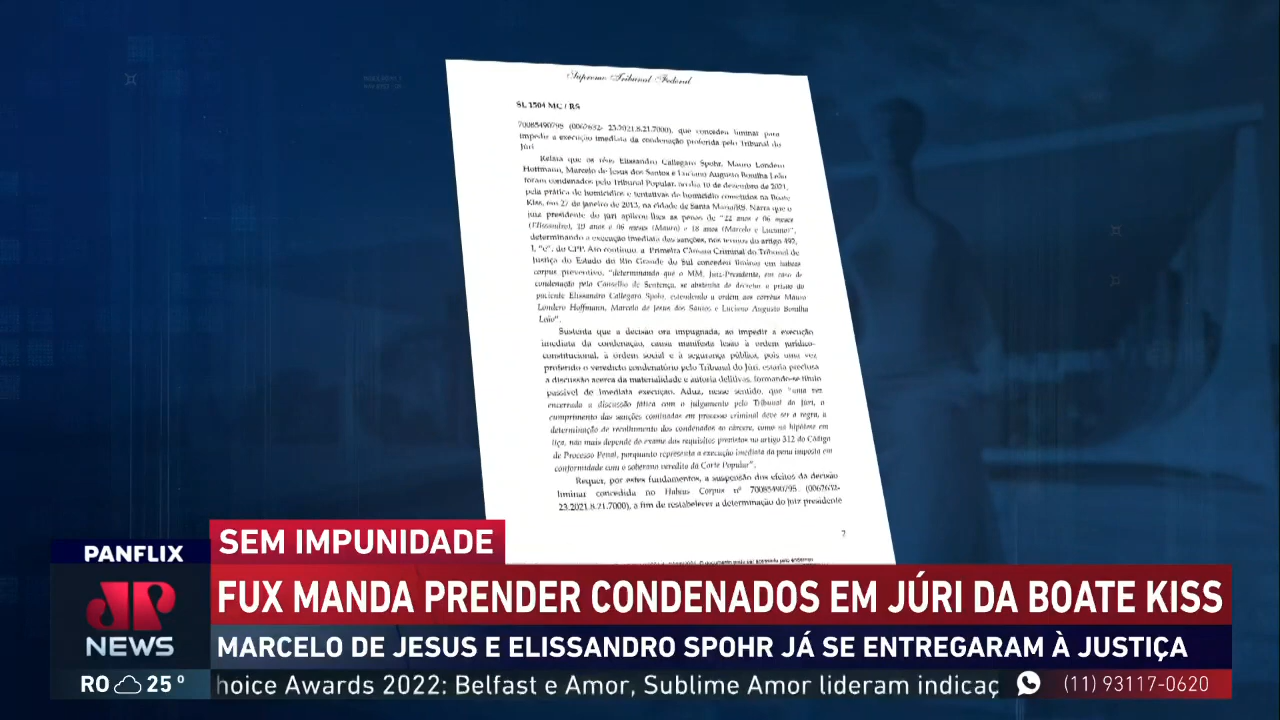 Supremo Tribunal Federal
SL 1504 MC / RS
70085490795 (0062632- 23.2021.8.21.7000), que concedeu liminar para
impedir a execução imediata da condenação proferida pelo Tribunal do
Júri
Relata que os réus Elissandro Callegaro Spohr, Mauro Londero
Hoffmann, Marcelo de Jesus dos Santos e Luciano Augusto Bonilha Leão
foram condenados pelo Tribunal Popular, no dia 10 de dezembro de 2021,
pela prática de homicídios e tentativas de homicídio cometidos na Boate
Kiss, em 27 de janeiro de 2013, na cidade de Santa Maria/RS. Narra que o
juiz presidente do júri aplicou-lhes as penas de "22 anos e 06 meses
(Elissandro), 19 anos e 06 meses (Mauro) e 18 anos (Marcelo e Luciano)",
determinando a execução imediata das sanções, nos termos do artigo 492,
I, "e", do CPP. Ato contínuo, a Primeira Câmara Criminal do Tribunal de
Justiça do Estado do Rio Grande do Sul concedeu liminar em habeas
corpus preventivo, "determinando que o MM. Juiz-Presidente, em caso de
condenação pelo Conselho de Sentença, se abstenha de decretar a prisão do
paciente Elissandro Callegaro Spohr, estendendo a ordem aos corréus Mauro
Londero Hoffmann, Marcelo de Jesus dos Santos e Luciano Augusto Bonilha
Leão".
Sustenta que a decisão ora impugnada, ao impedir a execução
imediata da condenação, causa manifesta lesão à ordem jurídico-
constitucional, à ordem social e à segurança pública, pois uma vez
proferido o veredicto condenatório pelo Tribunal do Júri, estaria preclusa
a discussão acerca da materialidade e autoria delitivas, formando-se título
passível de imediata execução. Aduz, nesse sentido, que "uma vez
encerrada a discussão fática com o julgamento pelo Tribunal do Júri, o
cumprimento das sanções cominadas em processo criminal deve ser a regra, a
determinação de recolhimento dos condenados ao cárcere, como na hipótese em
liça, não mais depende do exame dos requisitos previstos no artigo 312 do Código
de Processo Penal, porquanto representa a execução imediata da pena imposta em
conformidade com o soberano veredito da Corte Popular".
Requer, por estes fundamentos, a suspensão dos efeitos da decisão
liminar concedida no Habeas Corpus nº 70085490795 (0062632-
23.2021.8.21.7000), a fim de restabelecer a determinação do juiz presidente
2
SEM IMPUNIDADE
PANFLIX
JP
NEWS
FUX MANDA PRENDER CONDENADOS EM JÚRI DA BOATE KISS
MARCELO DE JESUS E ELISSANDRO SPOHR JÁ SE ENTREGARAM À JUSTIÇA
RO 25° hoice Awards 2022: Belfast e Amor, Sublime Amor lideram indicaç (11) 93117-0620